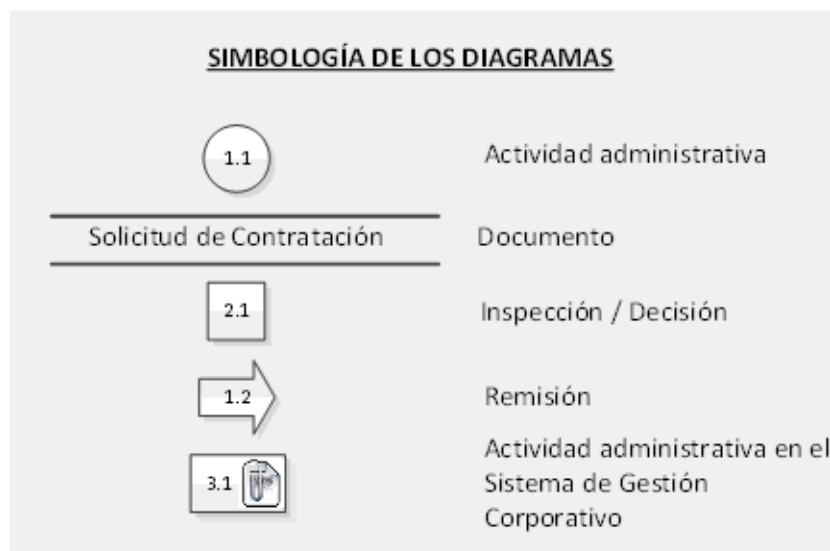 SIMBOLOGÍA DE LOS DIAGRAMAS
1.1 Actividad administrativa
Solicitud de Contratación Documento
2.1 Inspección / Decisión
1.2 Remisión
3.1 Actividad administrativa en el
Sistema de Gestión
Corporativo